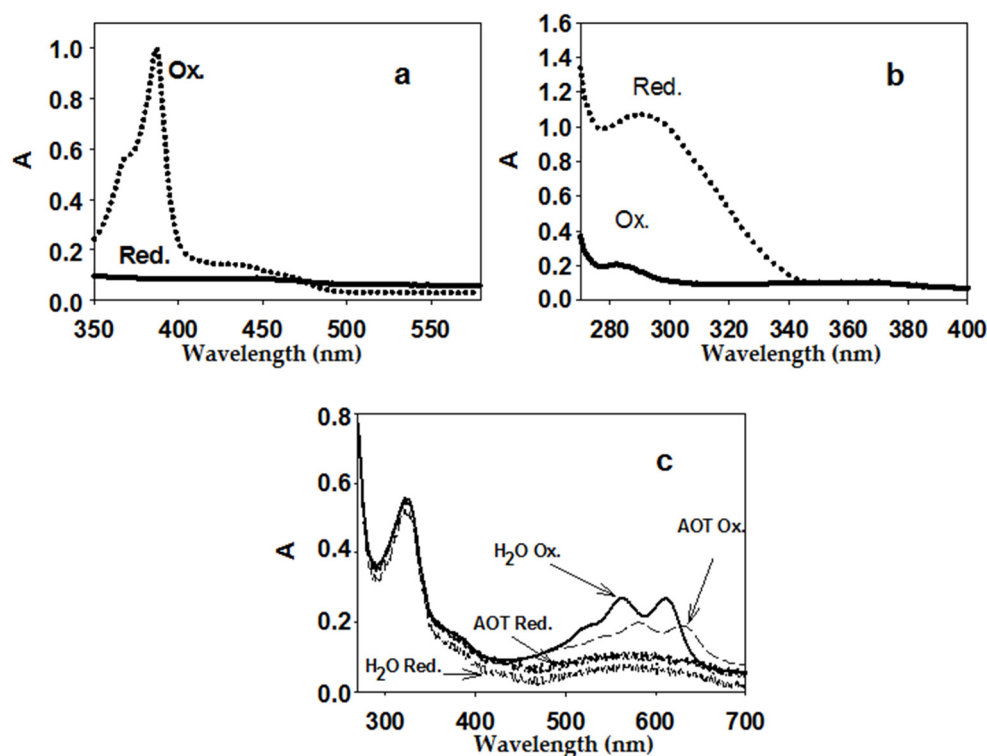 a
Ox.
Red.
A
1.0
0.8
0.6
0.4
0.2
0.0
350 400 450 500 550
Wavelength (nm)
b
Red.
Ox.
A
1.6
1.4
1.2
1.0
0.8
0.6
0.4
0.2
0.0
280 300 320 340 360 380 400
Wavelength (nm)
c
AOT Ox.
H₂O Ox.
AOT Red.
H₂O Red.
A
0.8
0.6
0.4
0.2
0.0
300 400 500 600 700
Wavelength (nm)